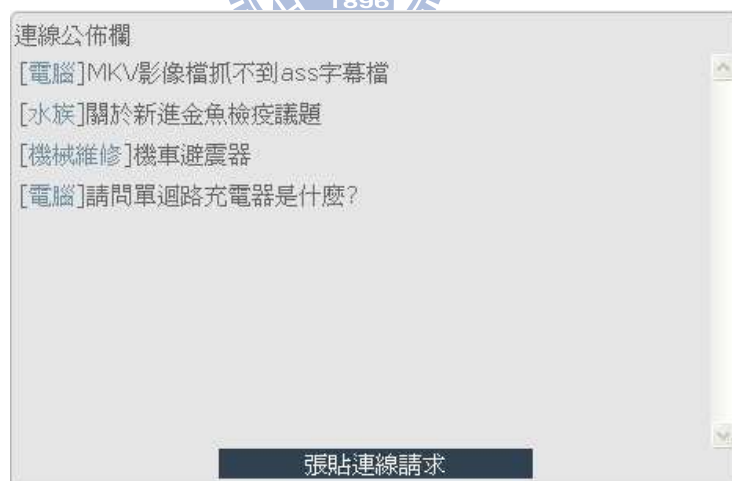 1896
連線公佈欄
[電腦]MKV影像檔抓不到ass字幕檔
[水族]關於新進金魚檢疫議題
[機械維修]機車避震器
[電腦]請問單迴路充電器是什麼?
張貼連線請求